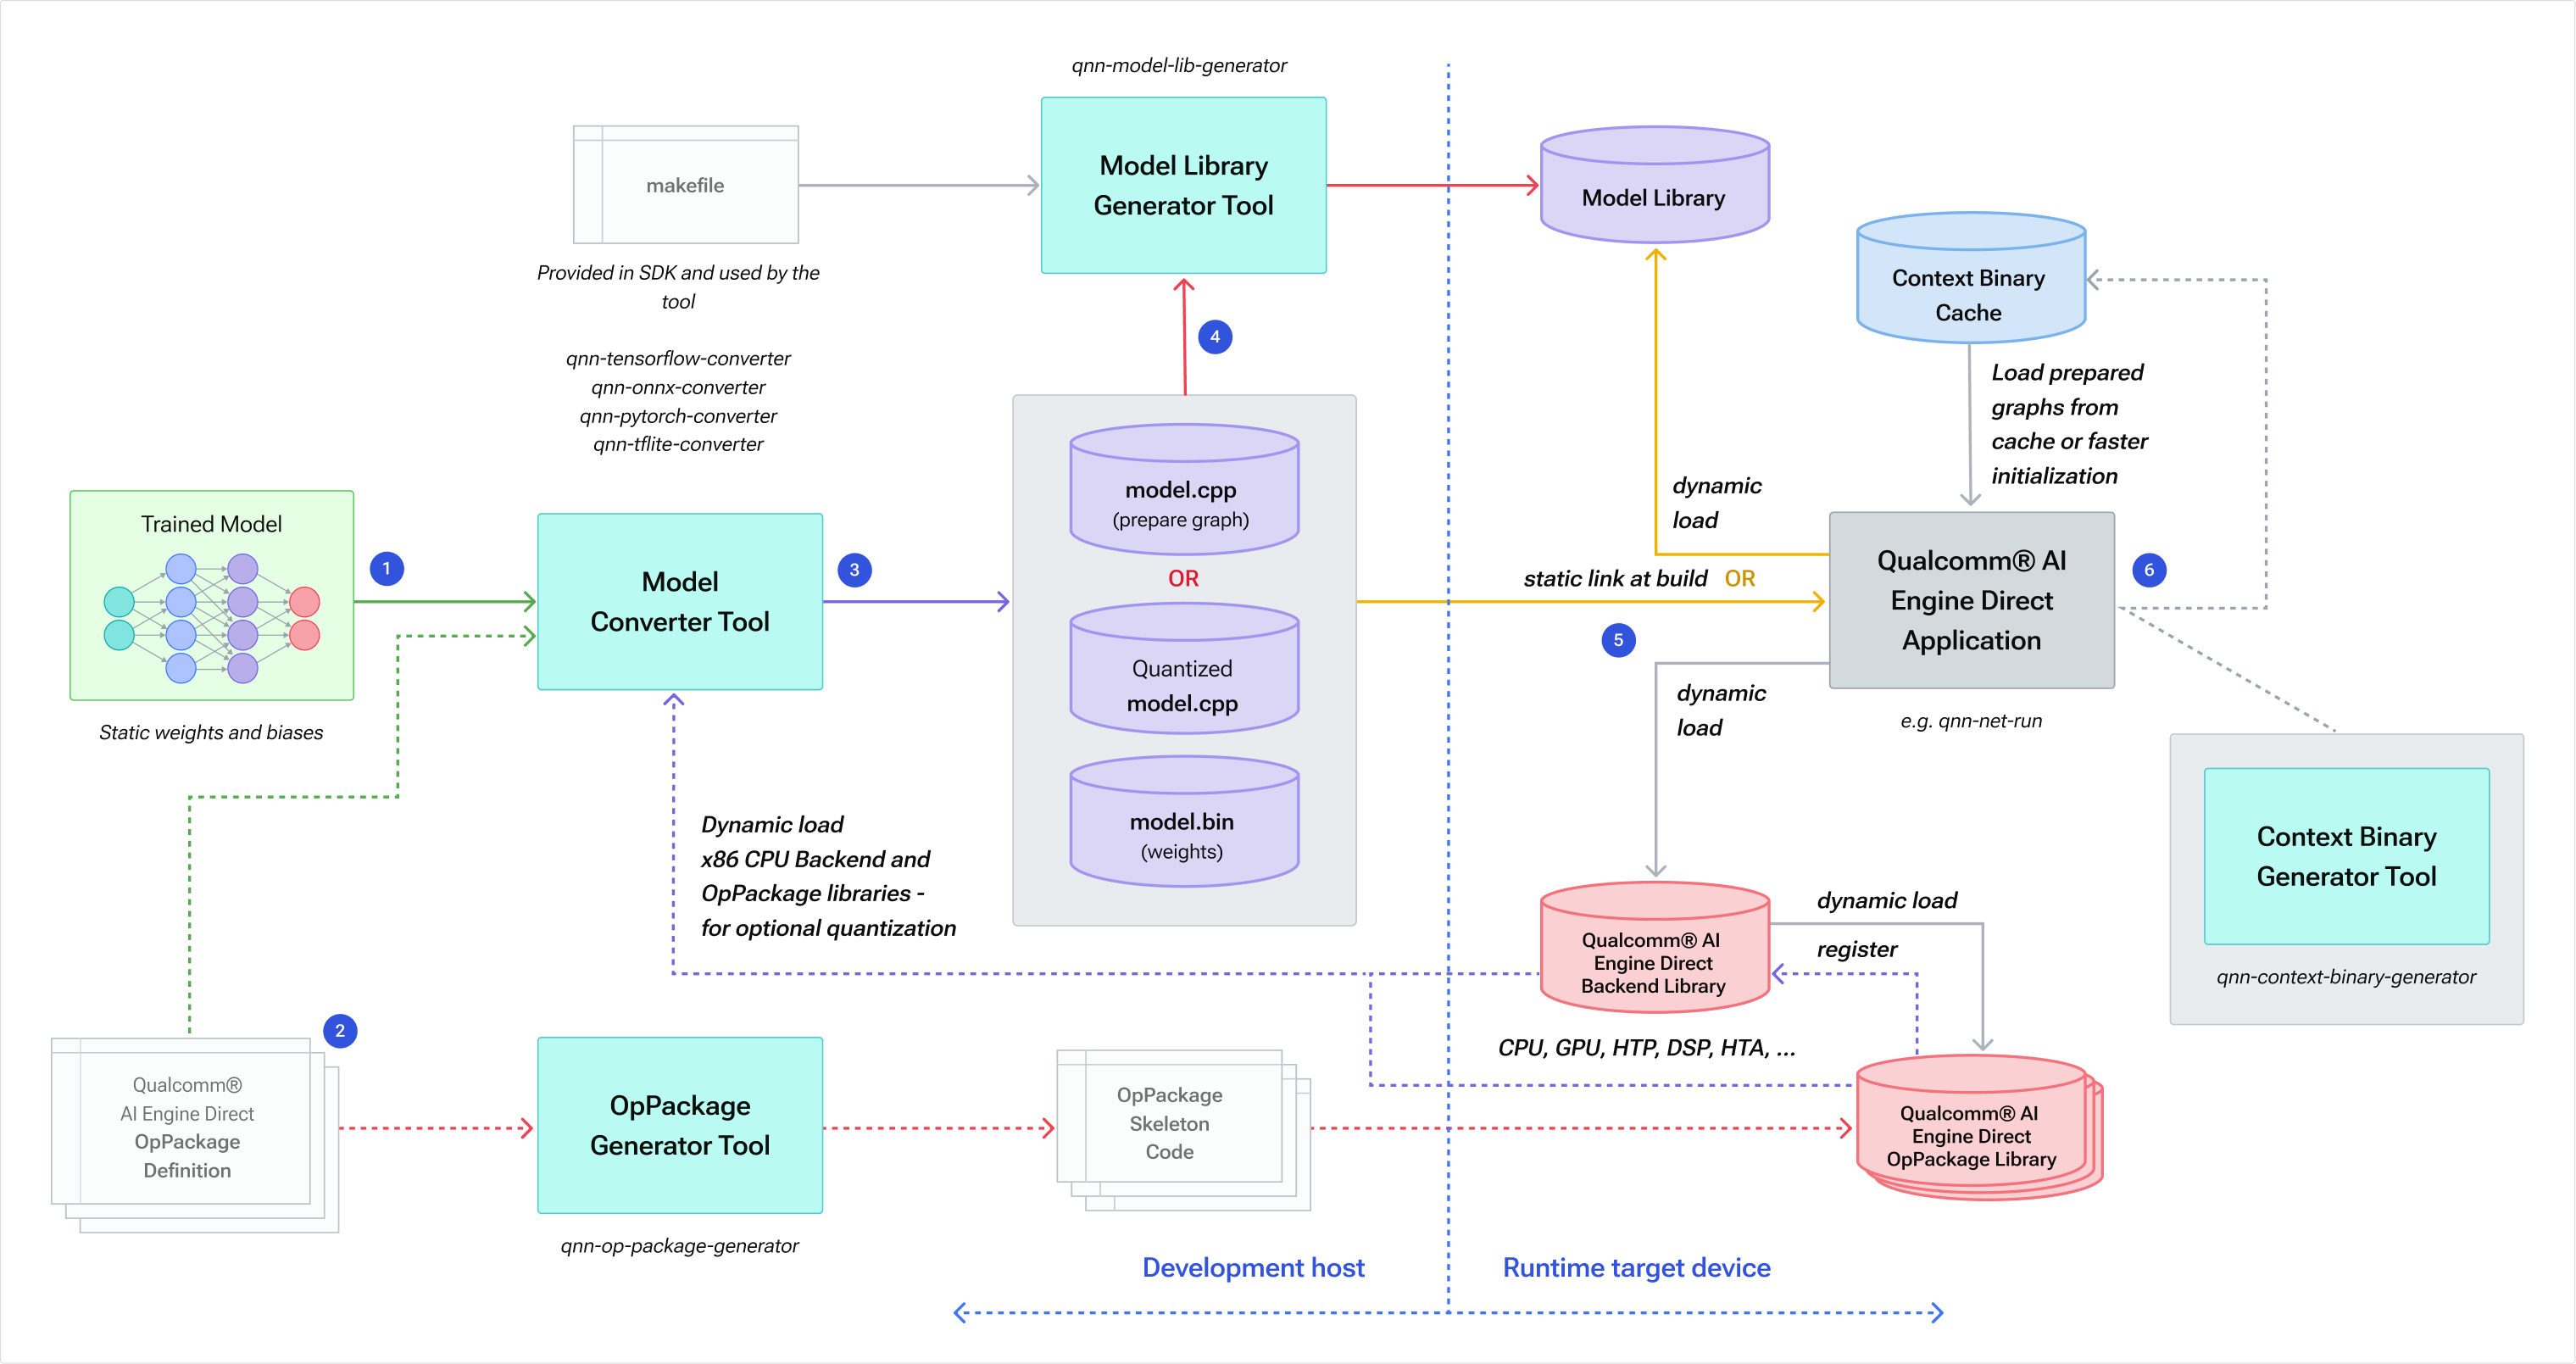 qnn-model-lib-generator
makefile
Model Library
Generator Tool
Model Library
Provided in SDK and used by the
tool
4
Context Binary
Cache
qnn-tensorflow-converter
qnn-onnx-converter
qnn-pytorch-converter
qnn-tflite-converter
Load prepared
graphs from
cache or faster
initialization
model.cpp
(prepare graph)
OR
Quantized
model.cpp
model.bin
(weights)
dynamic
load
Trained Model
1
Static weights and biases
Model
Converter Tool
3
static link at build OR
5
Qualcomm® AI
Engine Direct
Application
6
e.g. qnn-net-run
dynamic
load
Dynamic load
x86 CPU Backend and
OpPackage libraries -
for optional quantization
Context Binary
Generator Tool
qnn-context-binary-generator
dynamic load
register
Qualcomm® AI
Engine Direct
Backend Library
CPU, GPU, HTP, DSP, HTA, ...
2
Qualcomm®
AI Engine Direct
OpPackage
Definition
OpPackage
Generator Tool
qnn-op-package-generator
OpPackage
Skeleton
Code
Qualcomm® AI
Engine Direct
OpPackage Library
Development host
Runtime target device